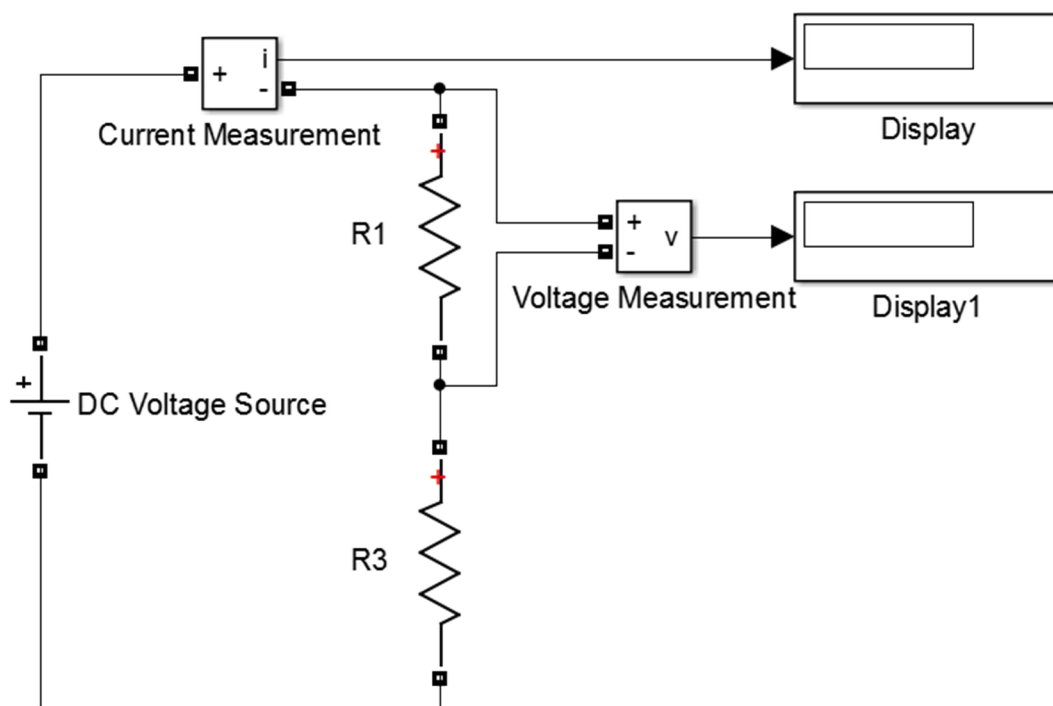 i
+
-
Current Measurement
Display
+
R1
+
v
-
Voltage Measurement
Display1
+
DC Voltage Source
+
R3